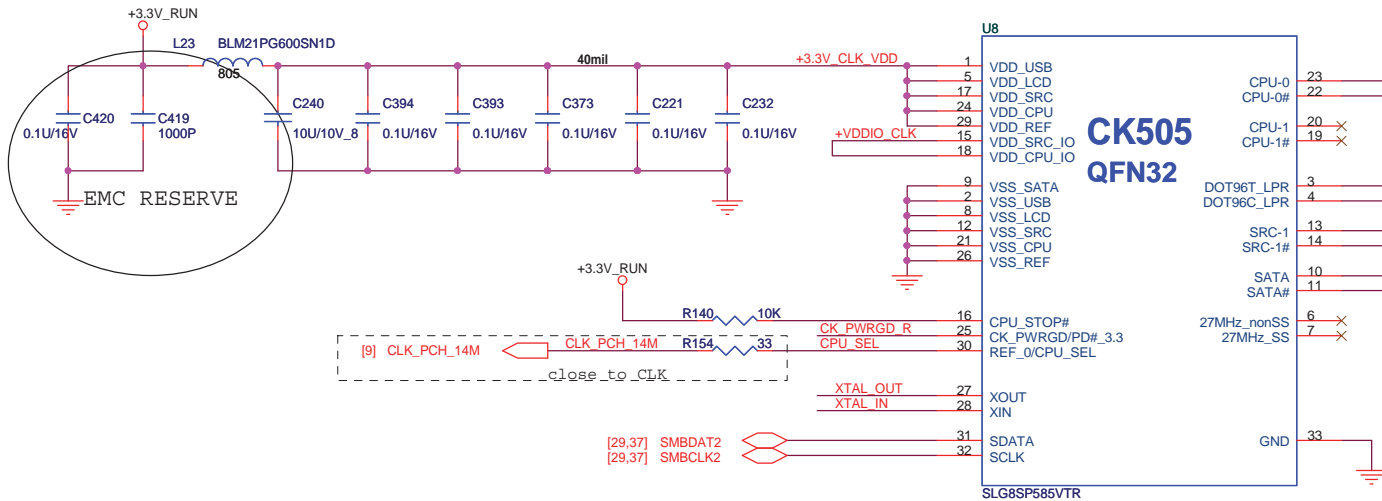 +3.3V_RUN
L23 BLM21PG600SN1D
805
40mil
+3.3V_CLK_VDD
C420
0.1U/16V
C419
1000P
C240
10U/10V_8
C394
0.1U/16V
C393
0.1U/16V
C373
0.1U/16V
C221
0.1U/16V
C232
0.1U/16V
EMC RESERVE
+VDDIO_CLK
+3.3V_RUN
R140 10K
CK_PWRGD_R
[9] CLK_PCH_14M CLK_PCH_14M R154 33 CPU_SEL
close to CLK
XTAL_OUT
XTAL_IN
[29,37] SMBDAT2
[29,37] SMBCLK2
U8
CK505
QFN32
1 VDD_USB
5 VDD_LCD
17 VDD_SRC
24 VDD_CPU
29 VDD_REF
15 VDD_SRC_IO
18 VDD_CPU_IO
9 VSS_SATA
2 VSS_USB
8 VSS_LCD
12 VSS_SRC
21 VSS_CPU
26 VSS_REF
16 CPU_STOP#
25 CK_PWRGD/PD#_3.3
30 REF_0/CPU_SEL
27 XOUT
28 XIN
31 SDATA
32 SCLK
CPU-0 23
CPU-0# 22
CPU-1 20
CPU-1# 19
DOT96T_LPR 3
DOT96C_LPR 4
SRC-1 13
SRC-1# 14
SATA 10
SATA# 11
27MHz_nonSS 6
27MHz_SS 7
GND 33
SLG8SP585VTR